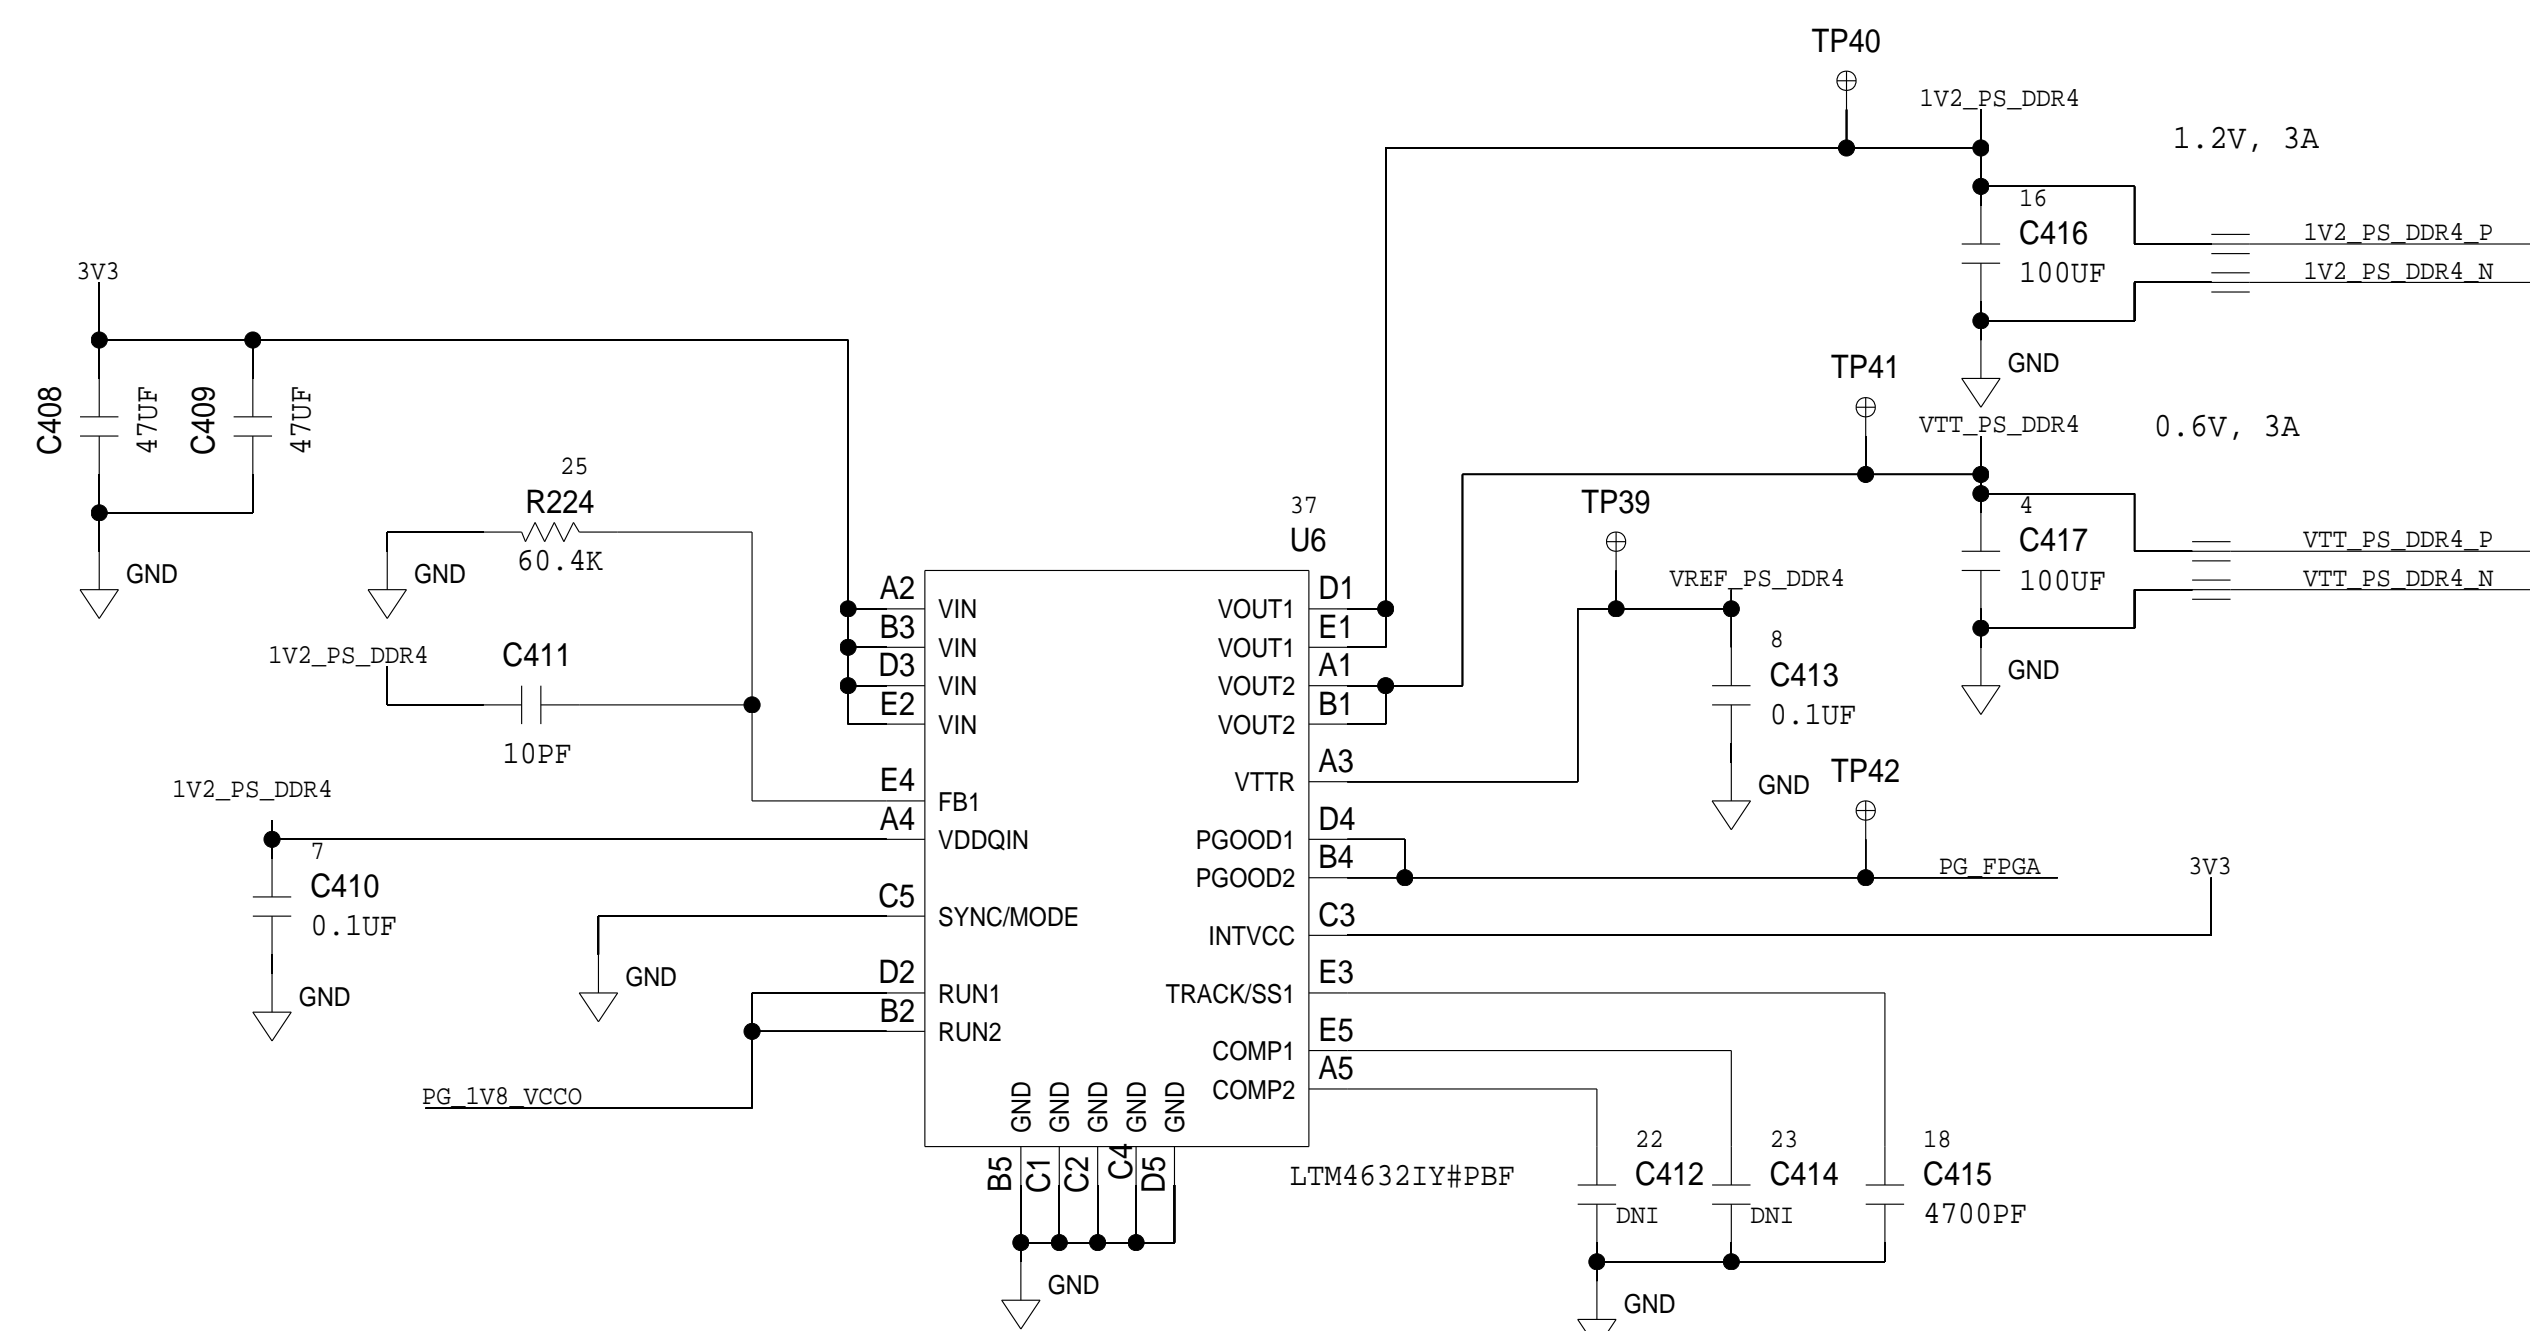 TP40
1V2_PS_DDR4
1.2V, 3A
16
C416
100UF
1V2_PS_DDR4_P
1V2_PS_DDR4_N
GND
3V3
C408
47UF
C409
47UF
GND
TP41
VTT_PS_DDR4
0.6V, 3A
4
C417
100UF
VTT_PS_DDR4_P
VTT_PS_DDR4_N
GND
25
R224
60.4K
GND
1V2_PS_DDR4
C411
10PF
1V2_PS_DDR4
7
C410
0.1UF
GND
GND
PG_1V8_VCCO
37
U6
A2
VIN
B3
VIN
D3
VIN
E2
VIN
E4
FB1
A4
VDDQIN
C5
SYNC/MODE
D2
RUN1
B2
RUN2
D1
VOUT1
E1
VOUT1
A1
VOUT2
B1
VOUT2
A3
VTTR
D4
PGOOD1
B4
PGOOD2
C3
INTVCC
E3
TRACK/SS1
E5
COMP1
A5
COMP2
GND
GND
GND
GND
GND
B5
C1
C2
C4
D5
GND
LTM4632IY#PBF
TP39
VREF_PS_DDR4
8
C413
0.1UF
GND
TP42
PG_FPGA
3V3
22
C412
DNI
23
C414
DNI
18
C415
4700PF
GND